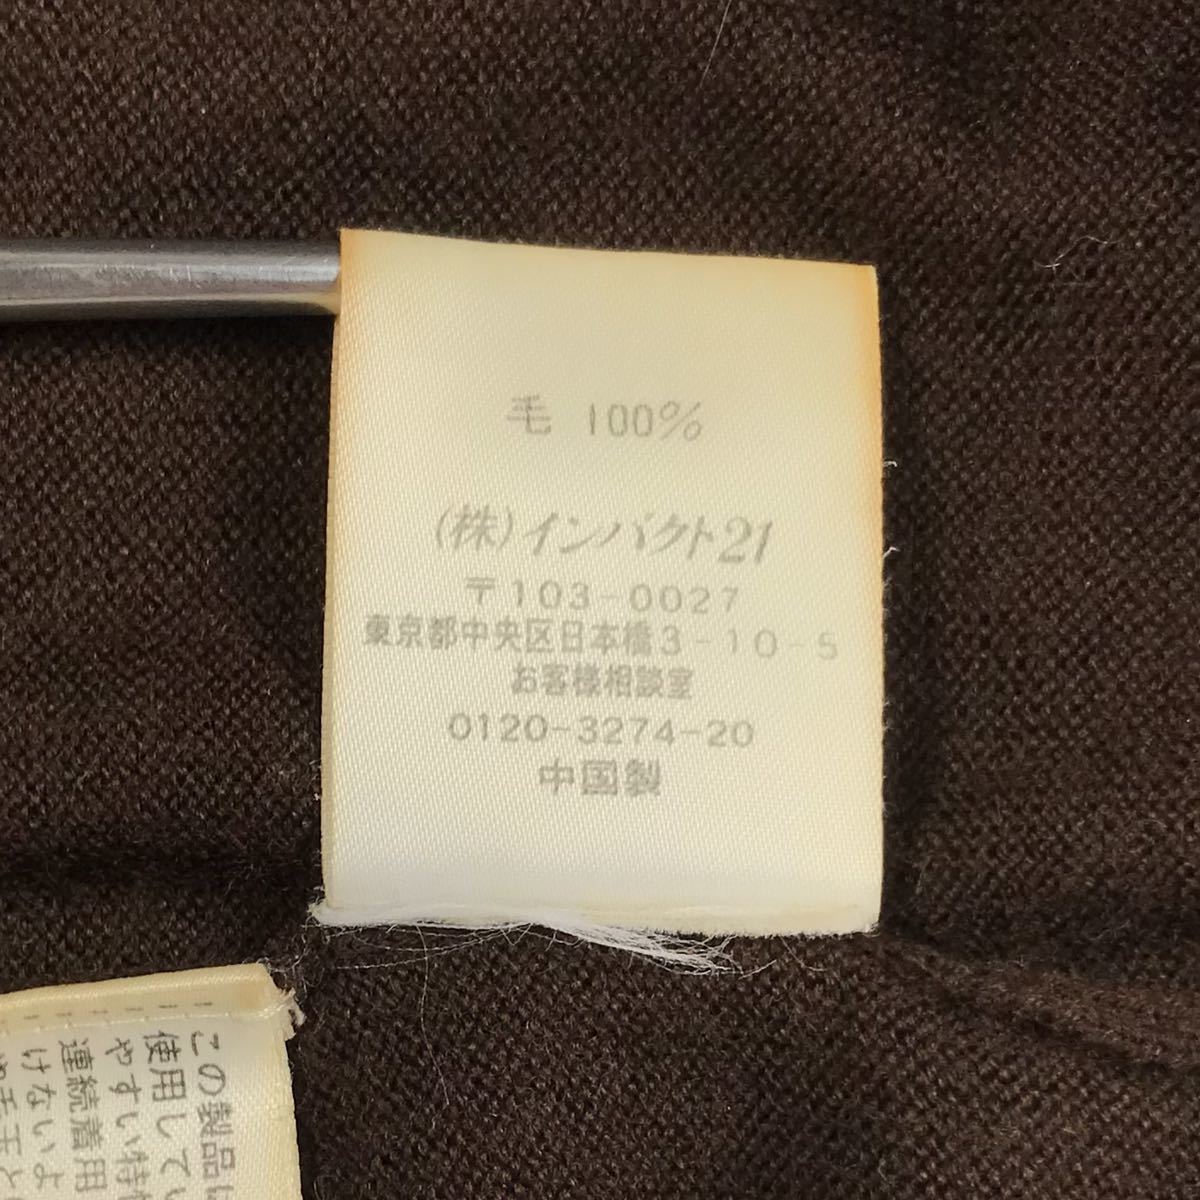 毛 100%
(株)インパクト21
〒103-0027
東京都中央区日本橋3-10-5
お客様相談室
0120-3274-20
中国製
この製品に
使用してい
やすい特
連続着用
けないよ